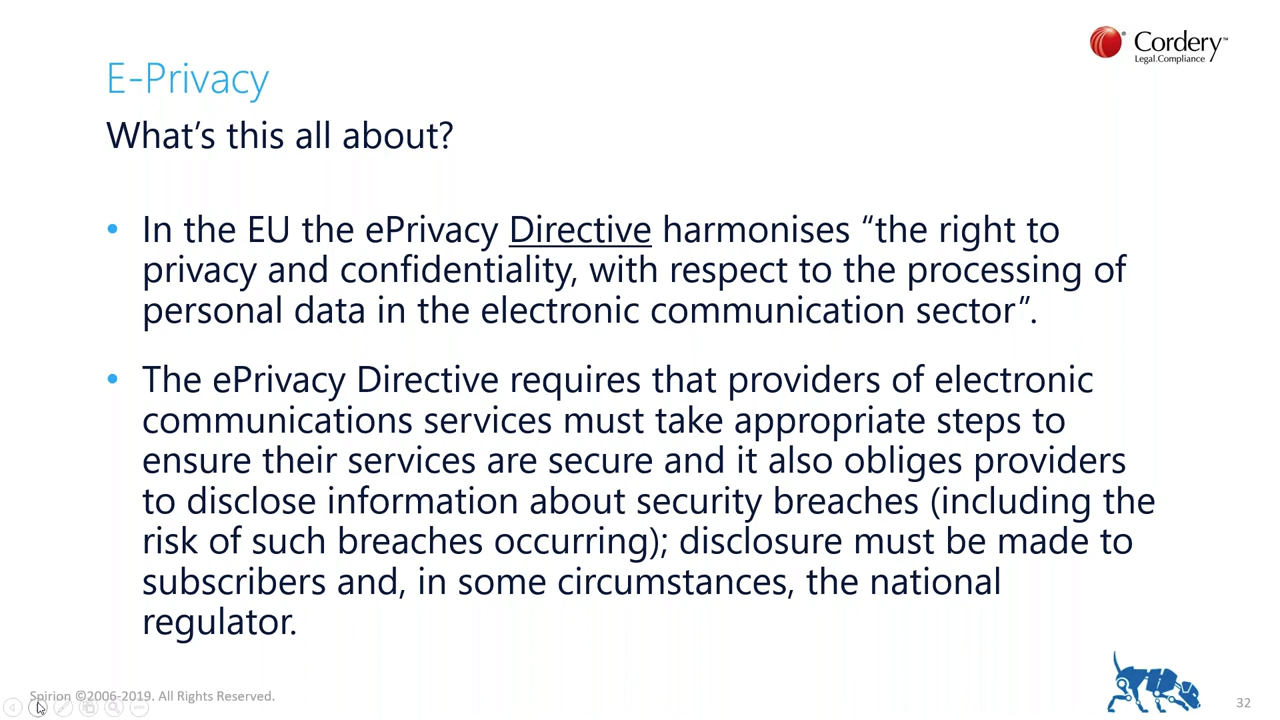 Cordery™
Legal.Compliance
E-Privacy
What’s this all about?
• In the EU the ePrivacy Directive harmonises “the right to
privacy and confidentiality, with respect to the processing of
personal data in the electronic communication sector”.
• The ePrivacy Directive requires that providers of electronic
communications services must take appropriate steps to
ensure their services are secure and it also obliges providers
to disclose information about security breaches (including the
risk of such breaches occurring); disclosure must be made to
subscribers and, in some circumstances, the national
regulator.
Spirion ©2006-2019. All Rights Reserved.
32